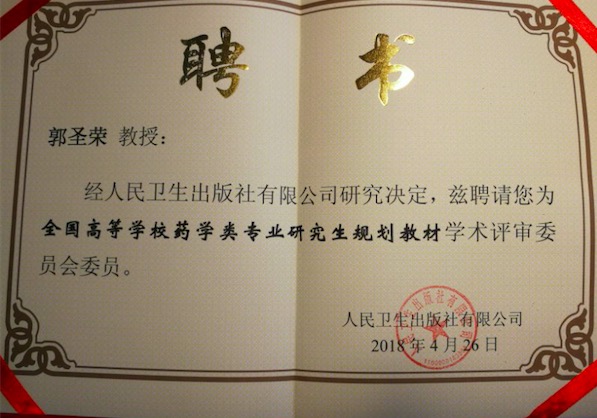 聘书
郭圣荣 教授：
经人民卫生出版社有限公司研究决定，兹聘请您为
全国高等学校药学类专业研究生规划教材学术评审委
员会委员。
人民卫生出版社有限公司
2018年4月26日